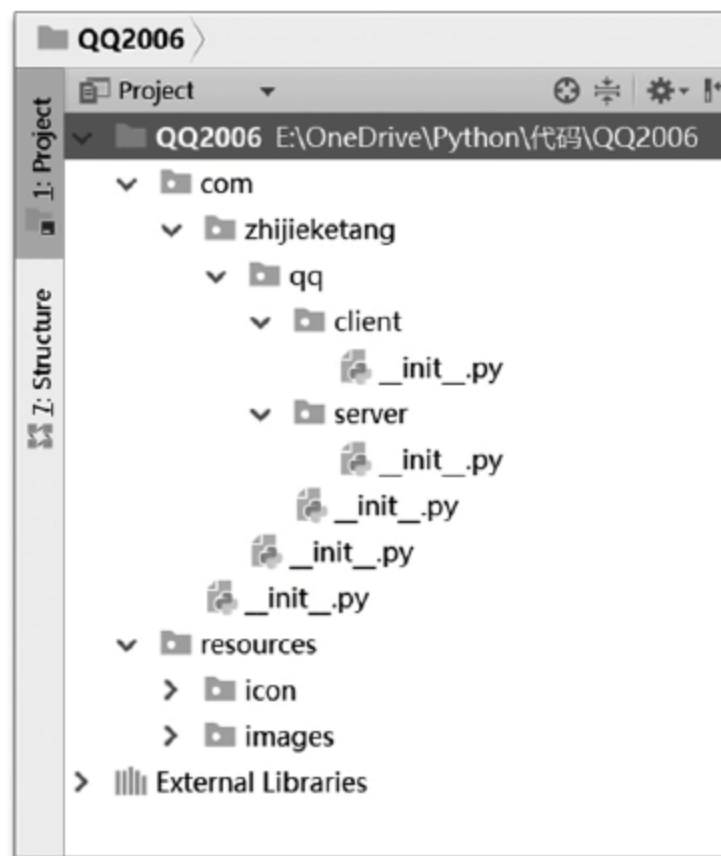 QQ2006
1: Project
Project
QQ2006 E:\OneDrive\Python\代码\QQ2006
com
zhijieketang
qq
client
__init__.py
server
__init__.py
__init__.py
__init__.py
__init__.py
resources
icon
images
External Libraries
7: Structure